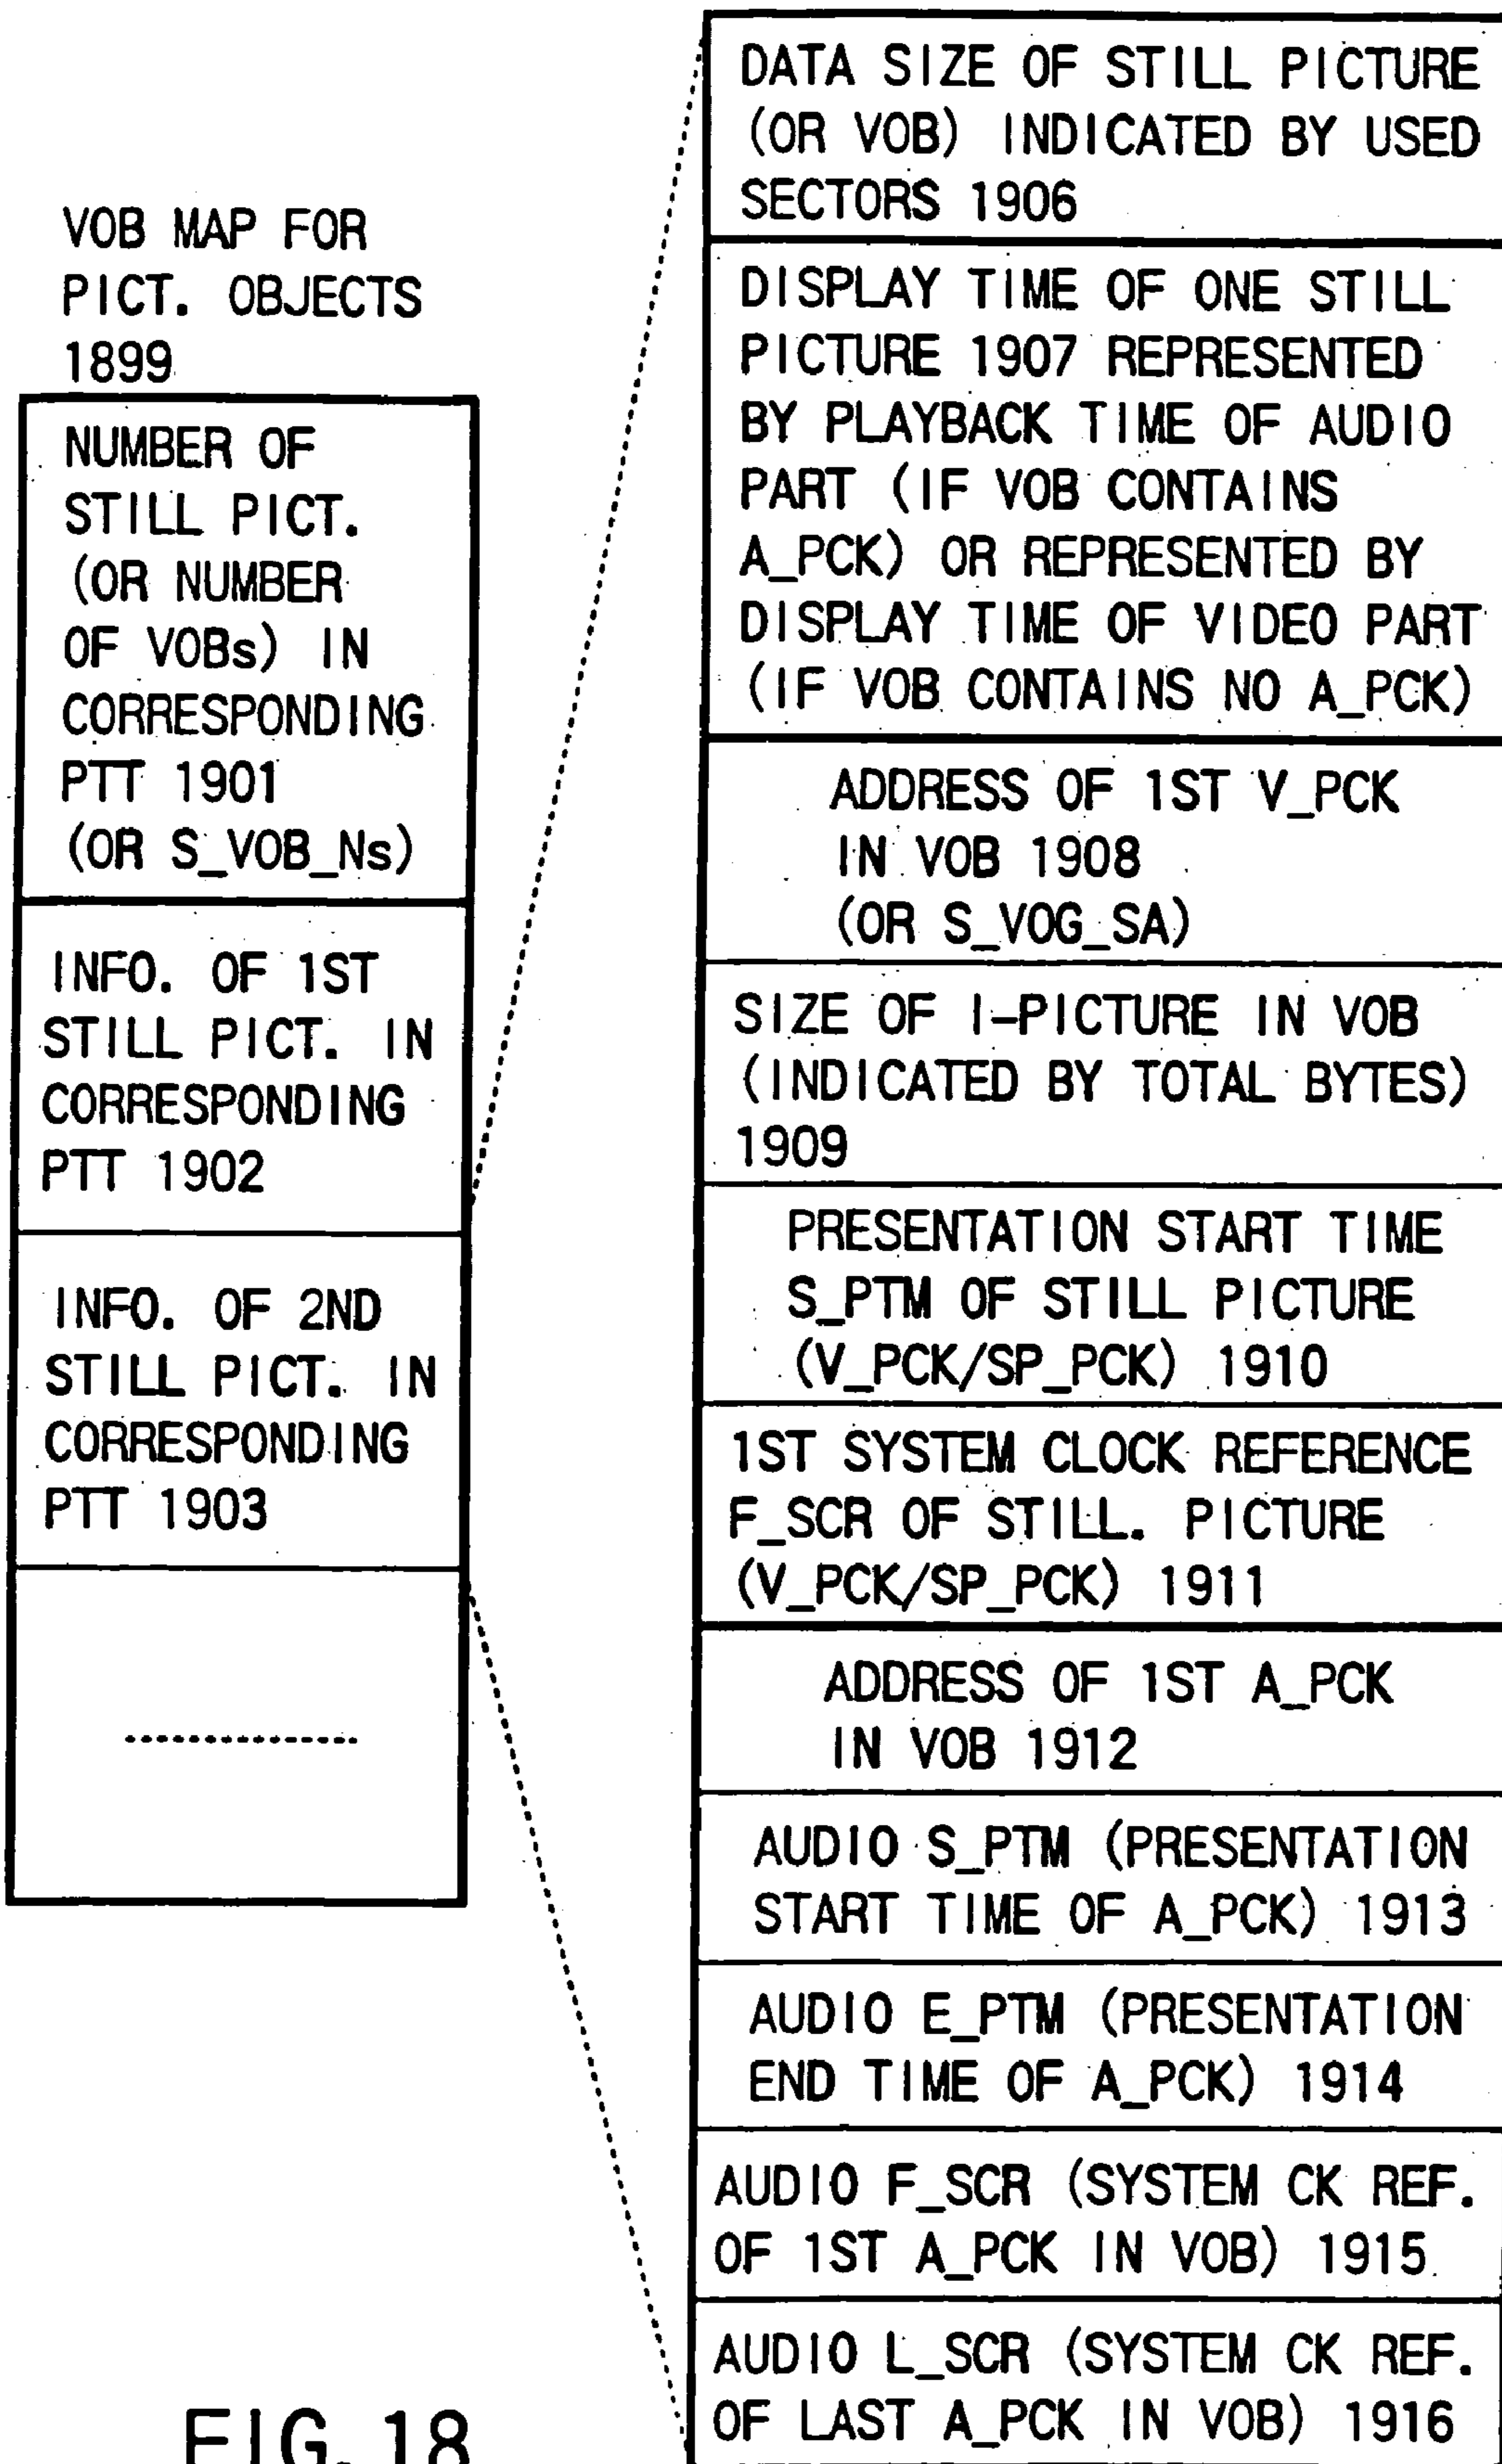 VOB MAP FOR
PICT. OBJECTS
1899
NUMBER OF
STILL PICT.
(OR NUMBER
OF VOBs) IN
CORRESPONDING
PTT 1901
(OR S_VOB_Ns)
INFO. OF 1ST
STILL PICT. IN
CORRESPONDING
PTT 1902
INFO. OF 2ND
STILL PICT. IN
CORRESPONDING
PTT 1903
DATA SIZE OF STILL PICTURE
(OR VOB) INDICATED BY USED
SECTORS 1906
DISPLAY TIME OF ONE STILL
PICTURE 1907 REPRESENTED
BY PLAYBACK TIME OF AUDIO
PART (IF VOB CONTAINS
A_PCK) OR REPRESENTED BY
DISPLAY TIME OF VIDEO PART
(IF VOB CONTAINS NO A_PCK)
ADDRESS OF 1ST V_PCK
IN VOB 1908
(OR S_VOG_SA)
SIZE OF I-PICTURE IN VOB
(INDICATED BY TOTAL BYTES)
1909
PRESENTATION START TIME
S_PTM OF STILL PICTURE
(V_PCK/SP_PCK) 1910
1ST SYSTEM CLOCK REFERENCE
F_SCR OF STILL. PICTURE
(V_PCK/SP_PCK) 1911
ADDRESS OF 1ST A_PCK
IN VOB 1912
AUDIO S_PTM (PRESENTATION
START TIME OF A_PCK) 1913
AUDIO E_PTM (PRESENTATION
END TIME OF A_PCK) 1914
AUDIO F_SCR (SYSTEM CK REF.
OF 1ST A_PCK IN VOB) 1915
AUDIO L_SCR (SYSTEM CK REF.
OF LAST A_PCK IN VOB) 1916
FIG. 18